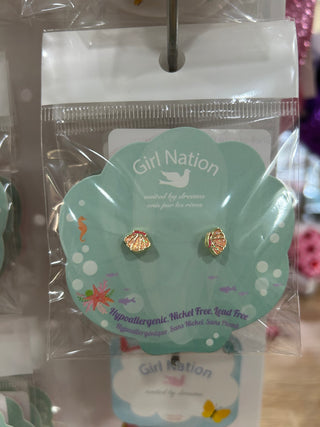 Girl Nation
united by dreams
unis par les rêves
Hypoallergenic, Nickel Free, Lead Free
Hypoallergénique, Sans Nickel, Sans Plomb
Girl Nation
united by dreams